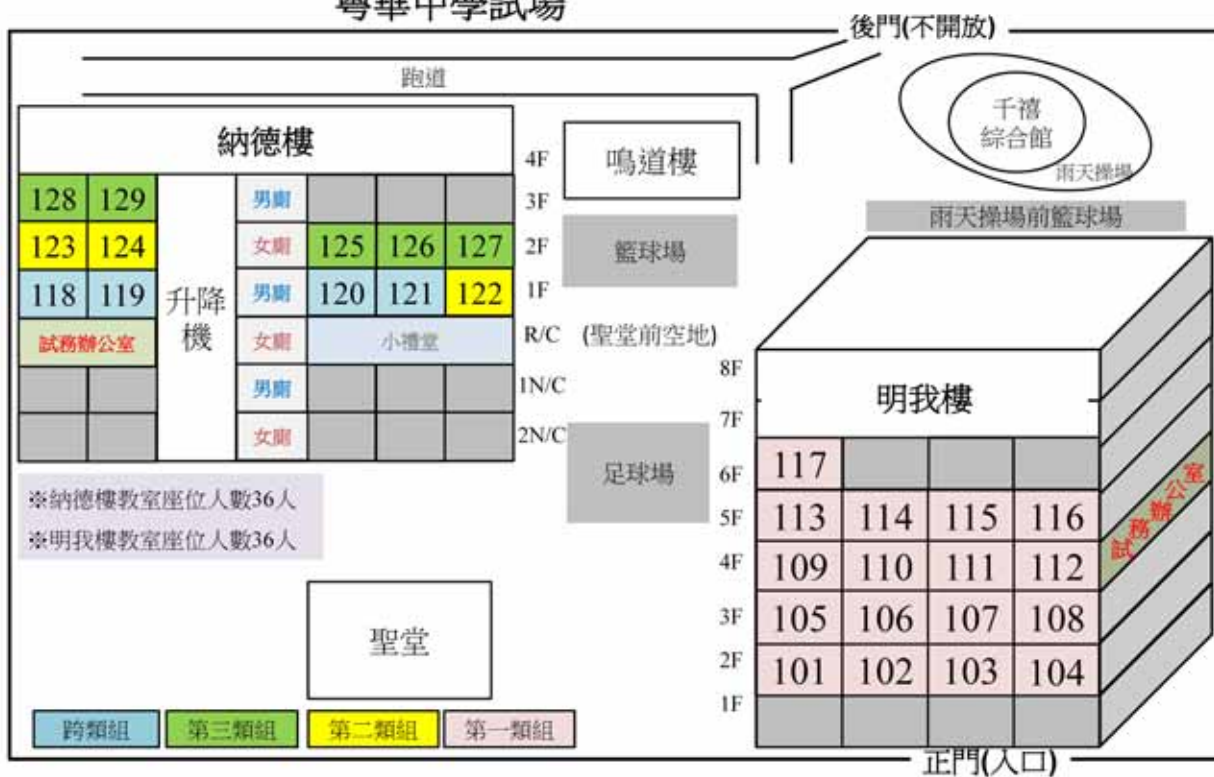 粵華中學試場
後門(不開放)
跑道
千禧
綜合館
雨天操場
納德樓
4F
鳴道樓
128 129 男廁 3F
雨天操場前籃球場
123 124 女廁 125 126 127 2F
籃球場
118 119 升降機 男廁 120 121 122 1F
試務辦公室 女廁 小禮堂 R/C (聖堂前空地)
男廁 1N/C
女廁 2N/C
足球場
※納德樓教室座位人數36人
※明我樓教室座位人數36人
聖堂
8F
明我樓
7F
117 6F
113 114 115 116 5F
109 110 111 112 4F
試務辦公室
105 106 107 108 3F
101 102 103 104 2F
1F
跨類組 第三類組 第二類組 第一類組
正門(入口)